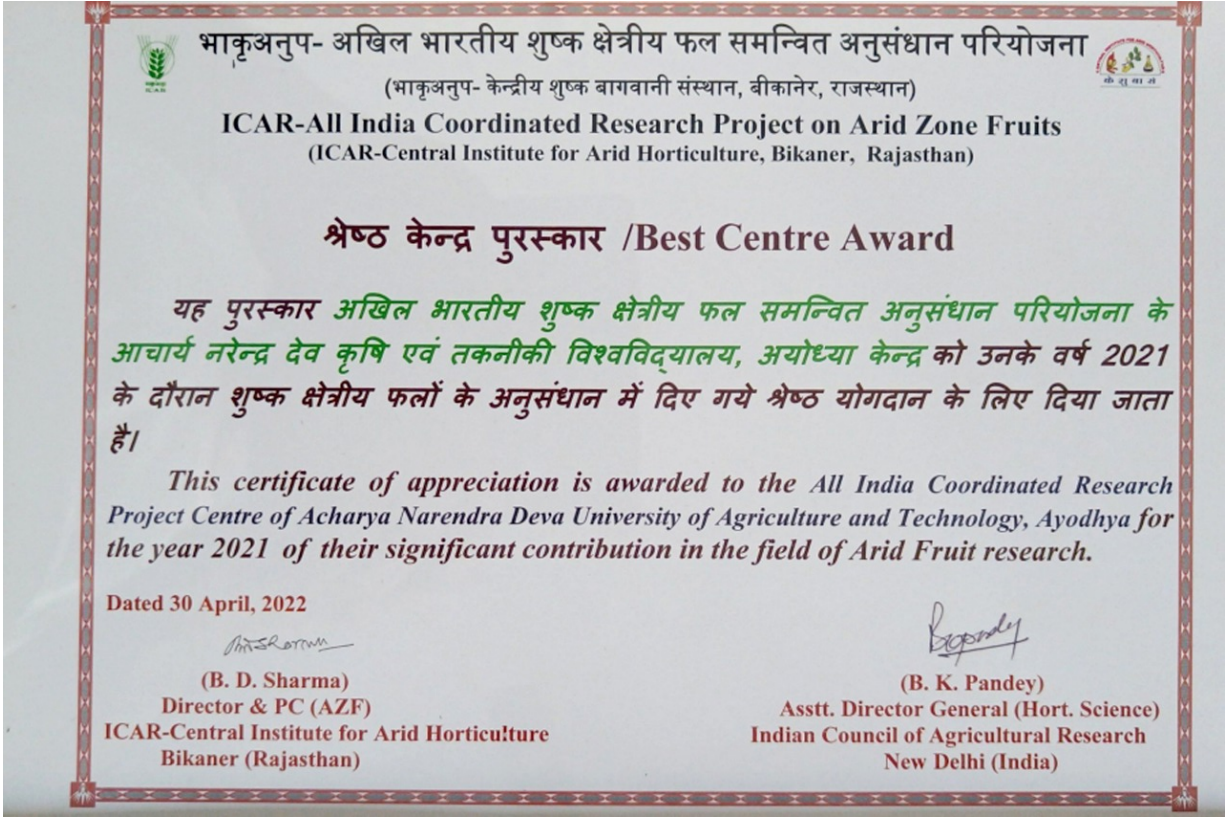 भाकृअनुप- अखिल भारतीय शुष्क क्षेत्रीय फल समन्वित अनुसंधान परियोजना
(भाकृअनुप- केन्द्रीय शुष्क बागवानी संस्थान, बीकानेर, राजस्थान)
ICAR
के शु बा सं
ICAR-All India Coordinated Research Project on Arid Zone Fruits
(ICAR-Central Institute for Arid Horticulture, Bikaner, Rajasthan)
श्रेष्ठ केन्द्र पुरस्कार /Best Centre Award
यह पुरस्कार अखिल भारतीय शुष्क क्षेत्रीय फल समन्वित अनुसंधान परियोजना के
आचार्य नरेन्द्र देव कृषि एवं तकनीकी विश्वविद्यालय, अयोध्या केन्द्र को उनके वर्ष 2021
के दौरान शुष्क क्षेत्रीय फलों के अनुसंधान में दिए गये श्रेष्ठ योगदान के लिए दिया जाता
है।
This certificate of appreciation is awarded to the All India Coordinated Research
Project Centre of Acharya Narendra Deva University of Agriculture and Technology, Ayodhya for
the year 2021 of their significant contribution in the field of Arid Fruit research.
Dated 30 April, 2022
(B. D. Sharma)
Director & PC (AZF)
ICAR-Central Institute for Arid Horticulture
Bikaner (Rajasthan)
(B. K. Pandey)
Asstt. Director General (Hort. Science)
Indian Council of Agricultural Research
New Delhi (India)